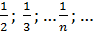 1/2; 1/3; …1/n; …